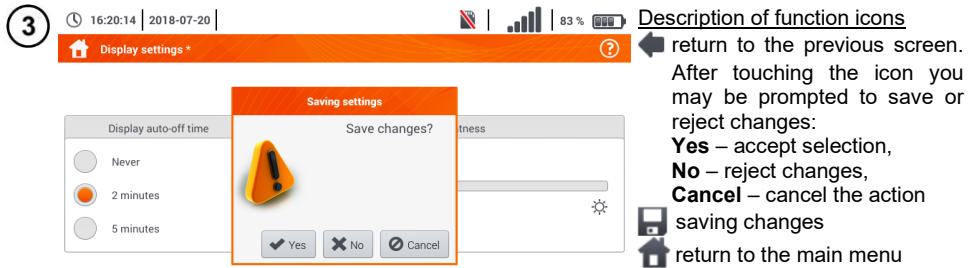 3
16:20:14 2018-07-20 83 %
Display settings * ?
Saving settings
Display auto-off time Save changes? tness
Never
2 minutes
5 minutes
Yes No Cancel
Description of function icons
return to the previous screen.
After touching the icon you
may be prompted to save or
reject changes:
Yes – accept selection,
No – reject changes,
Cancel – cancel the action
saving changes
return to the main menu